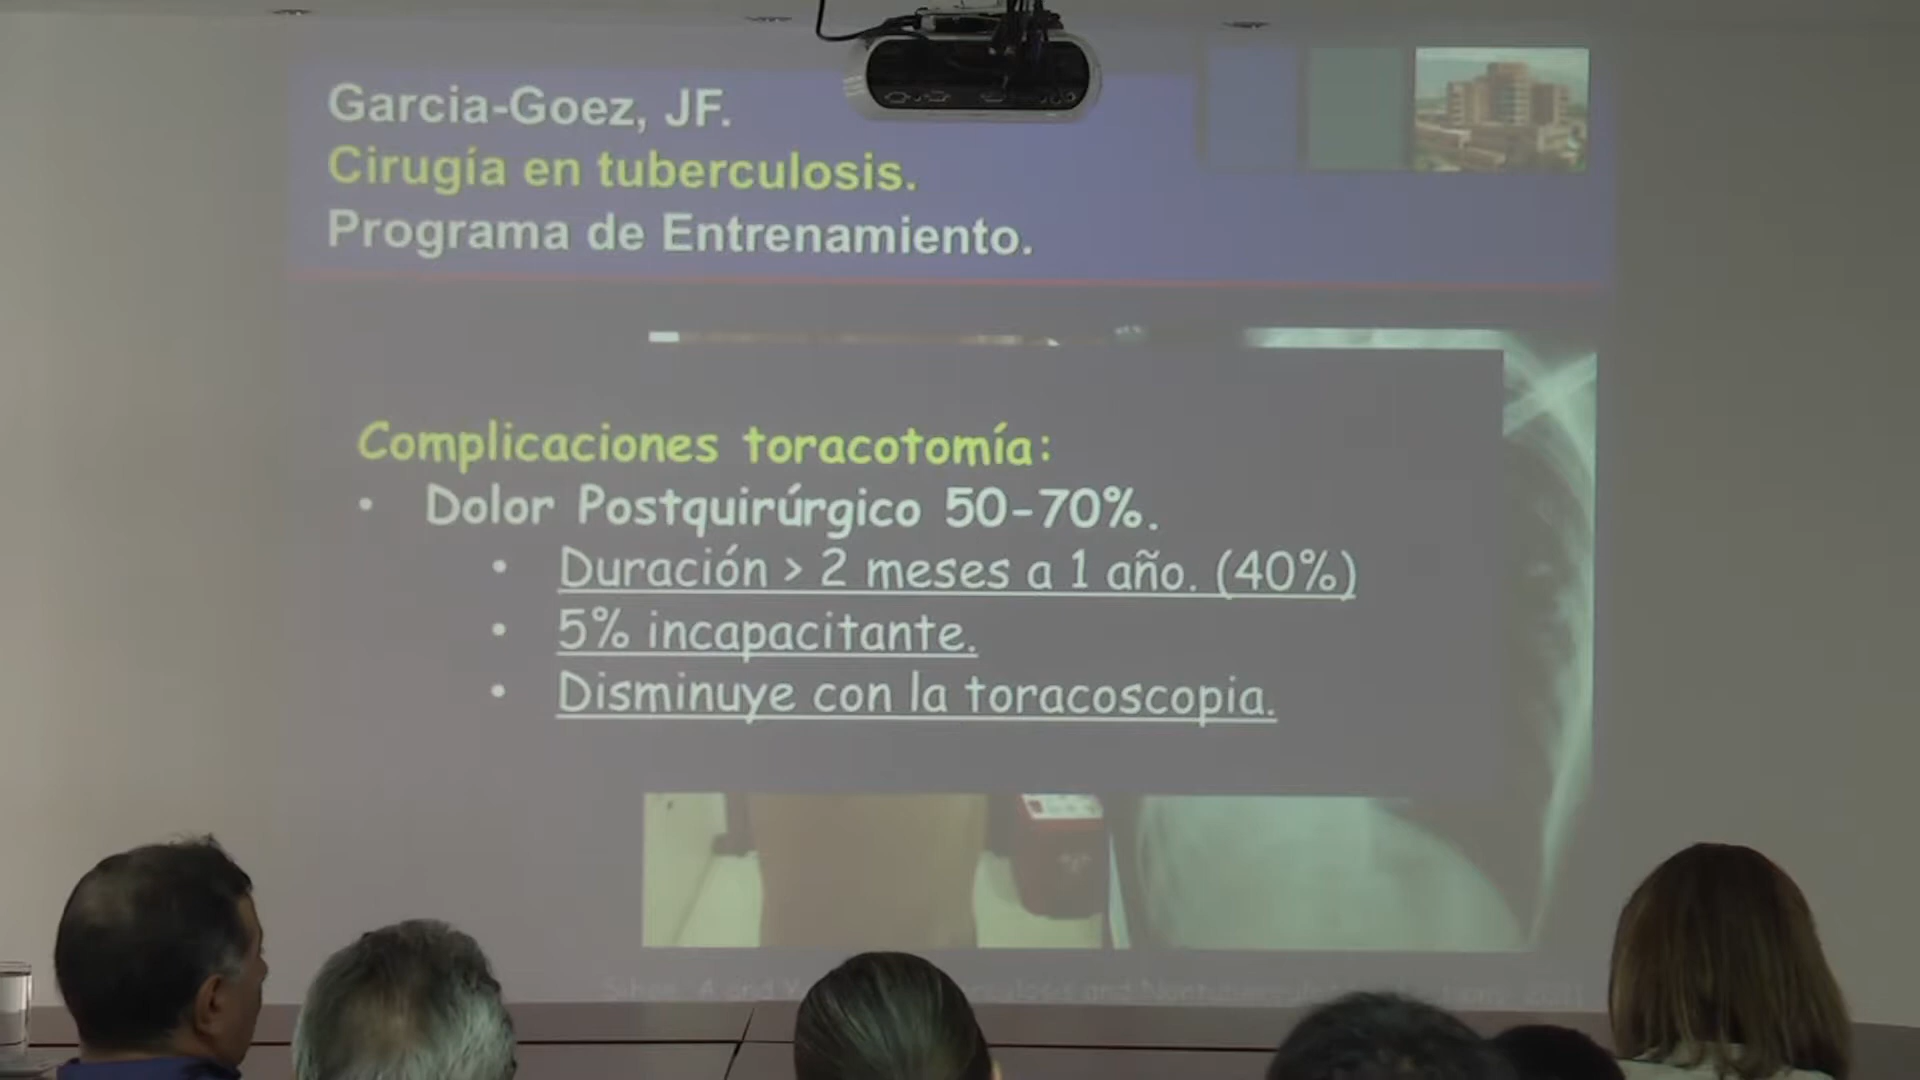 Garcia-Goez, JF.
Cirugía en tuberculosis.
Programa de Entrenamiento.
Complicaciones toracotomía:
• Dolor Postquirúrgico 50-70%.
• Duración > 2 meses a 1 año. (40%)
• 5% incapacitante.
• Disminuye con la toracoscopia.